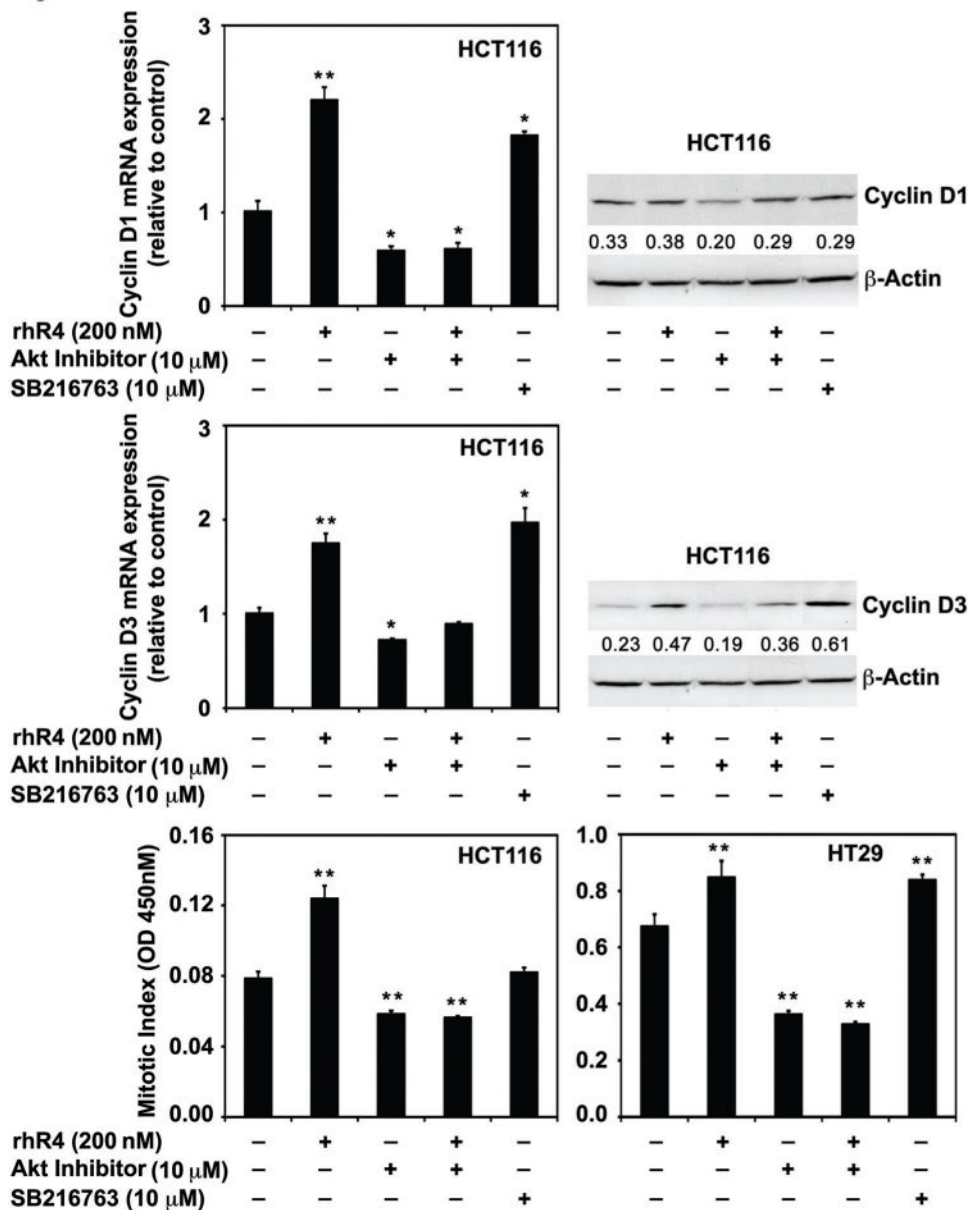 Cyclin D1 mRNA expression
(relative to control)
3
2
1
0
HCT116
**
*
*
*
HCT116
Cyclin D1
0.33 0.38 0.20 0.29 0.29
β-Actin
rhR4 (200 nM) – + – + –
Akt Inhibitor (10 μM) – – + + –
SB216763 (10 μM) – – – – +
– + – + –
– – + + –
– – – – +
Cyclin D3 mRNA expression
(relative to control)
3
2
1
0
HCT116
**
*
*
HCT116
Cyclin D3
0.23 0.47 0.19 0.36 0.61
β-Actin
rhR4 (200 nM) – + – + –
Akt Inhibitor (10 μM) – – + + –
SB216763 (10 μM) – – – – +
– + – + –
– – + + –
– – – – +
Mitotic Index (OD 450nM)
0.16
0.12
0.08
0.04
0.00
HCT116
**
**
**
1.0
0.8
0.6
0.4
0.2
0.0
HT29
**
**
**
**
rhR4 (200 nM) – + – + –
Akt Inhibitor (10 μM) – – + + –
SB216763 (10 μM) – – – – +
– + – + –
– – + + –
– – – – +